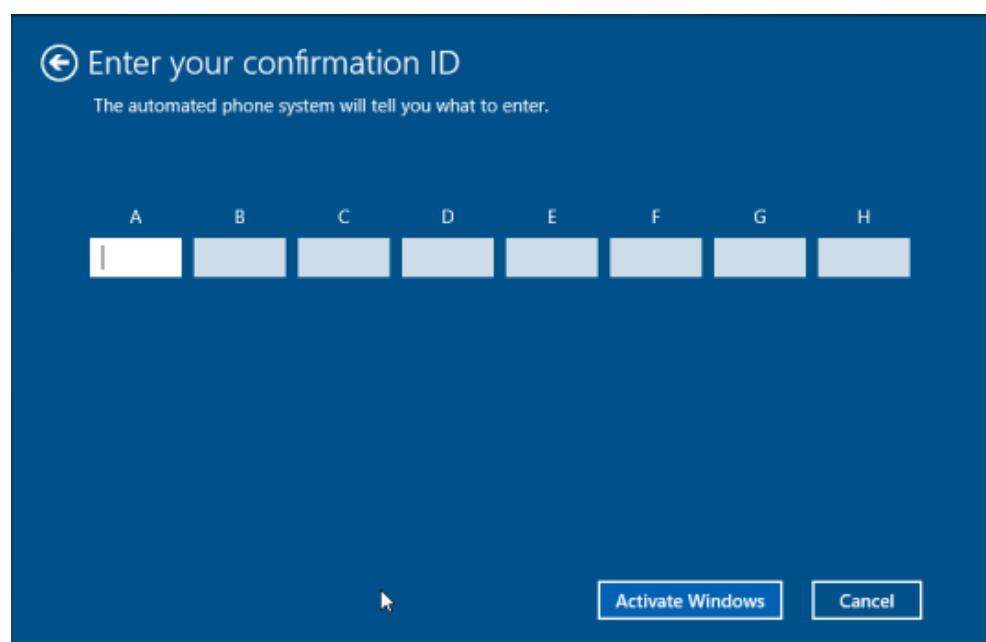 Enter your confirmation ID
The automated phone system will tell you what to enter.
A B C D E F G H
Activate Windows Cancel